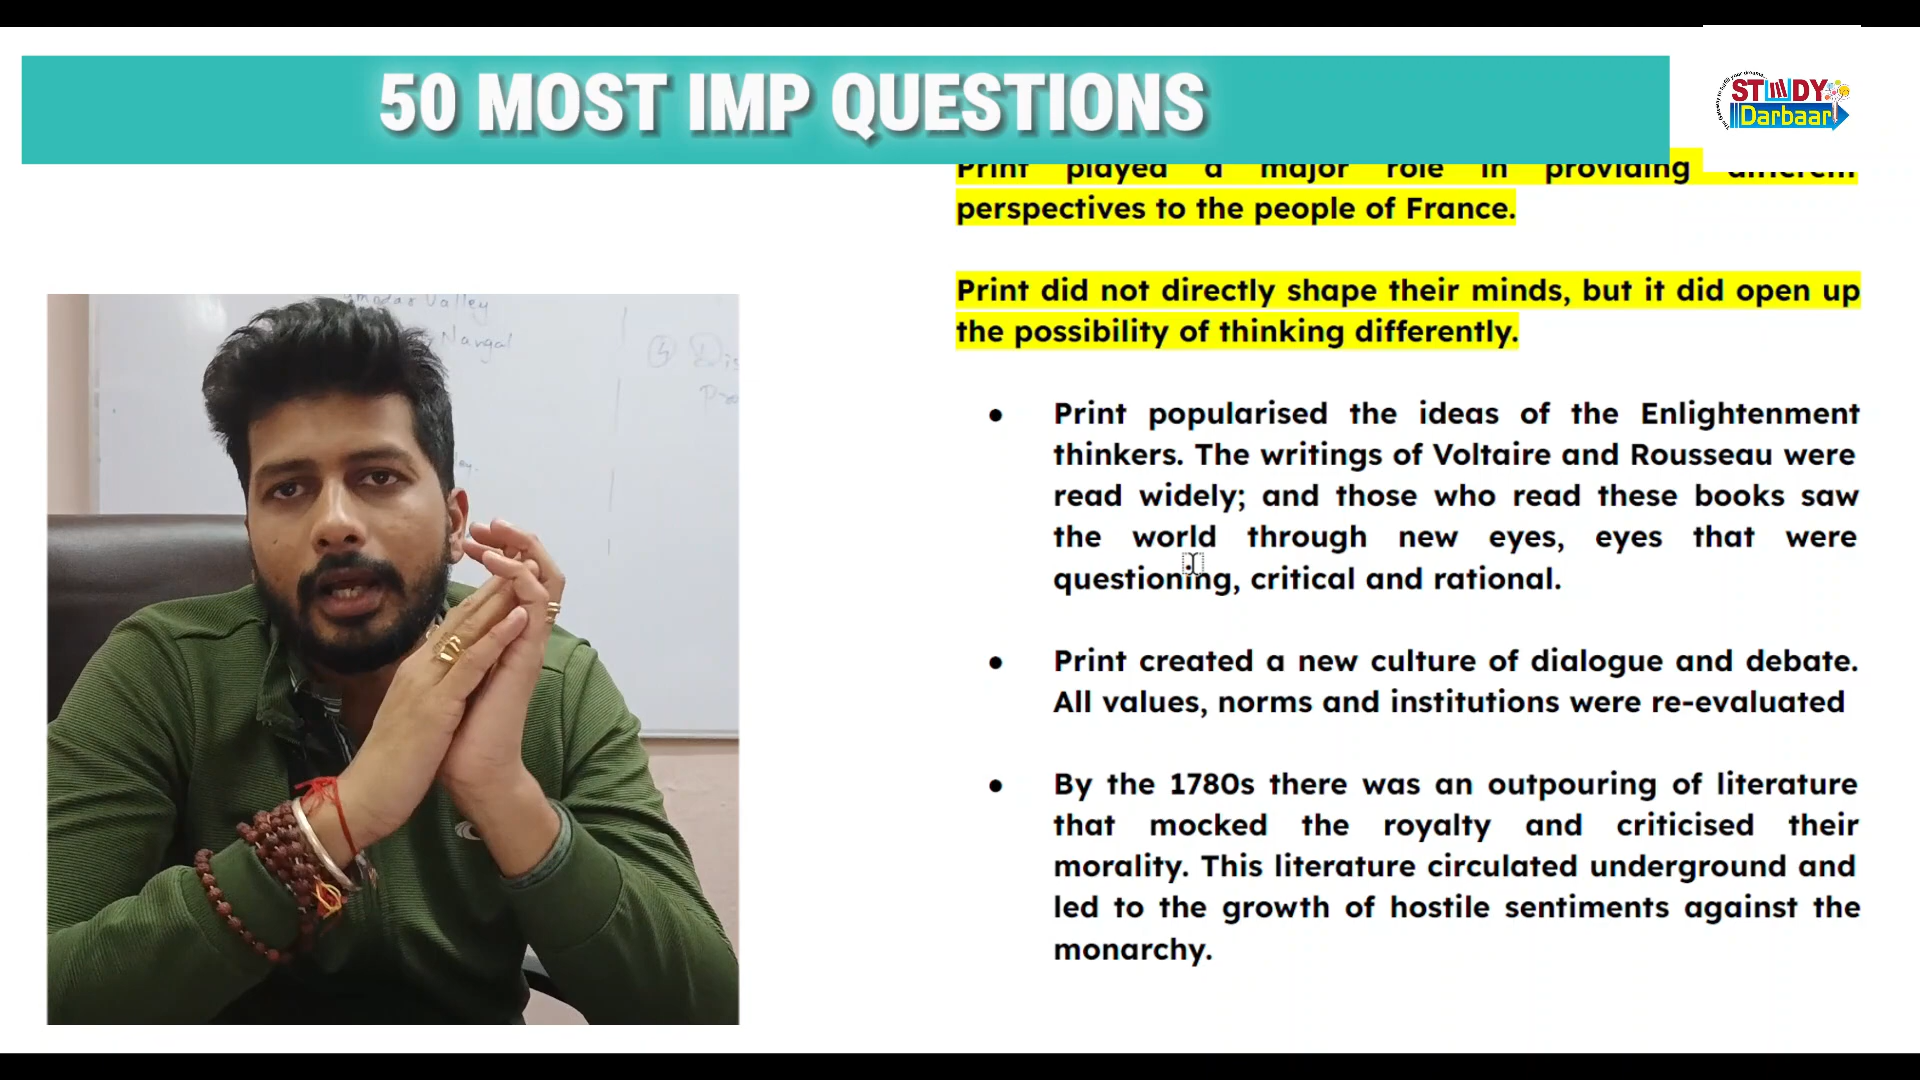 50 MOST IMP QUESTIONS
STUDY
Darbaar
Print played a major role in providing different
perspectives to the people of France.
Print did not directly shape their minds, but it did open up
the possibility of thinking differently.
• Print popularised the ideas of the Enlightenment
thinkers. The writings of Voltaire and Rousseau were
read widely; and those who read these books saw
the world through new eyes, eyes that were
questioning, critical and rational.
• Print created a new culture of dialogue and debate.
All values, norms and institutions were re-evaluated
• By the 1780s there was an outpouring of literature
that mocked the royalty and criticised their
morality. This literature circulated underground and
led to the growth of hostile sentiments against the
monarchy.
Valley
Nangal